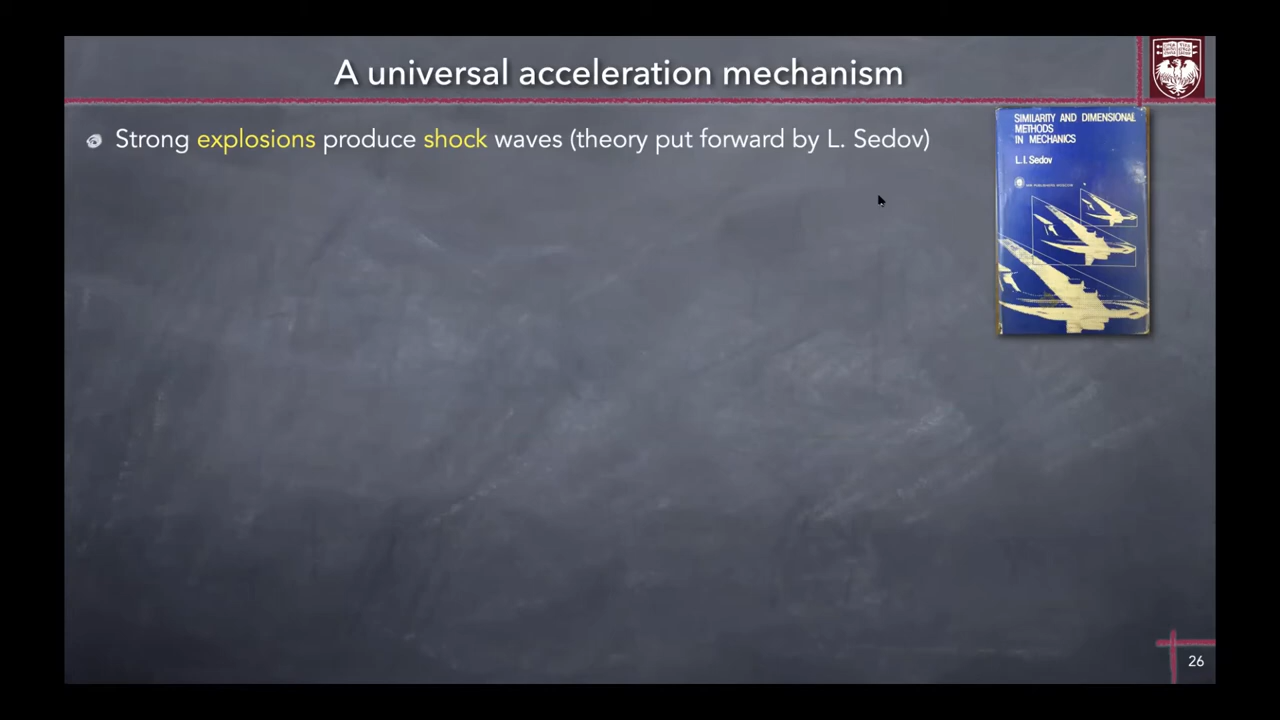 A universal acceleration mechanism
Strong explosions produce shock waves (theory put forward by L. Sedov)
SIMILARITY AND DIMENSIONAL
METHODS
IN MECHANICS
L. I. Sedov
26